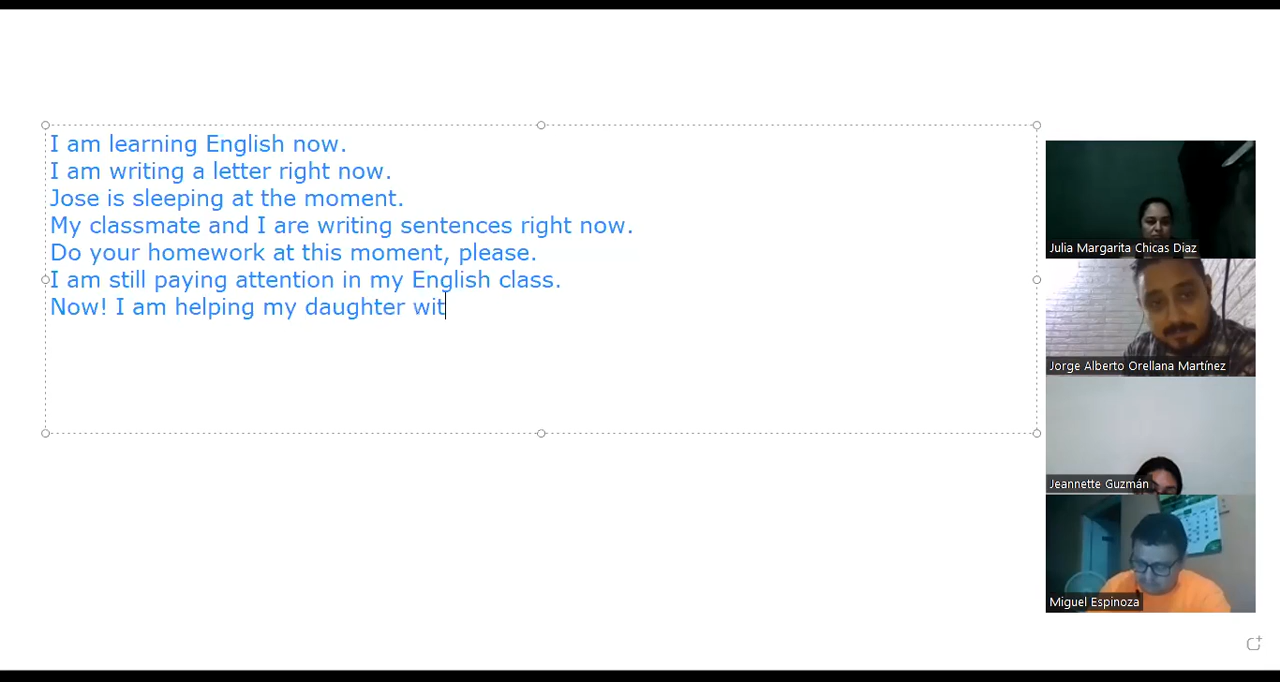 I am learning English now.
I am writing a letter right now.
Jose is sleeping at the moment.
My classmate and I are writing sentences right now.
Do your homework at this moment, please.
I am still paying attention in my English class.
Now! I am helping my daughter wit
Julia Margarita Chicas Diaz
Jorge Alberto Orellana Martínez
Jeannette Guzmán
Miguel Espinoza